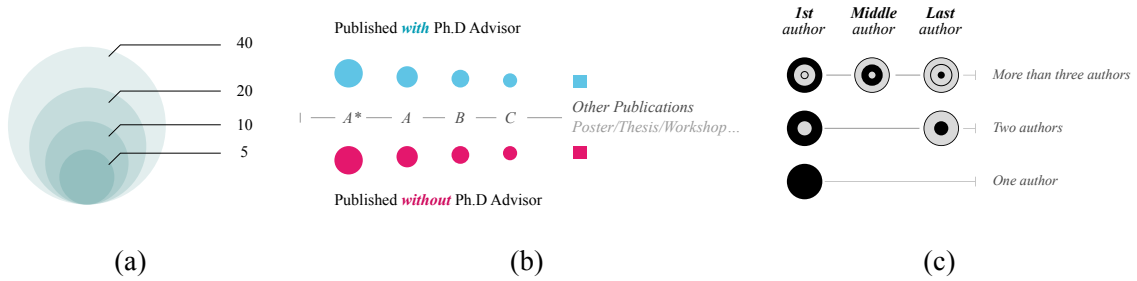 40
20
10
5
(a)
Published with Ph.D Advisor
A* A B C
Other Publications
Poster/Thesis/Workshop…
Published without Ph.D Advisor
(b)
1st author
Middle author
Last author
More than three authors
Two authors
One author
(c)